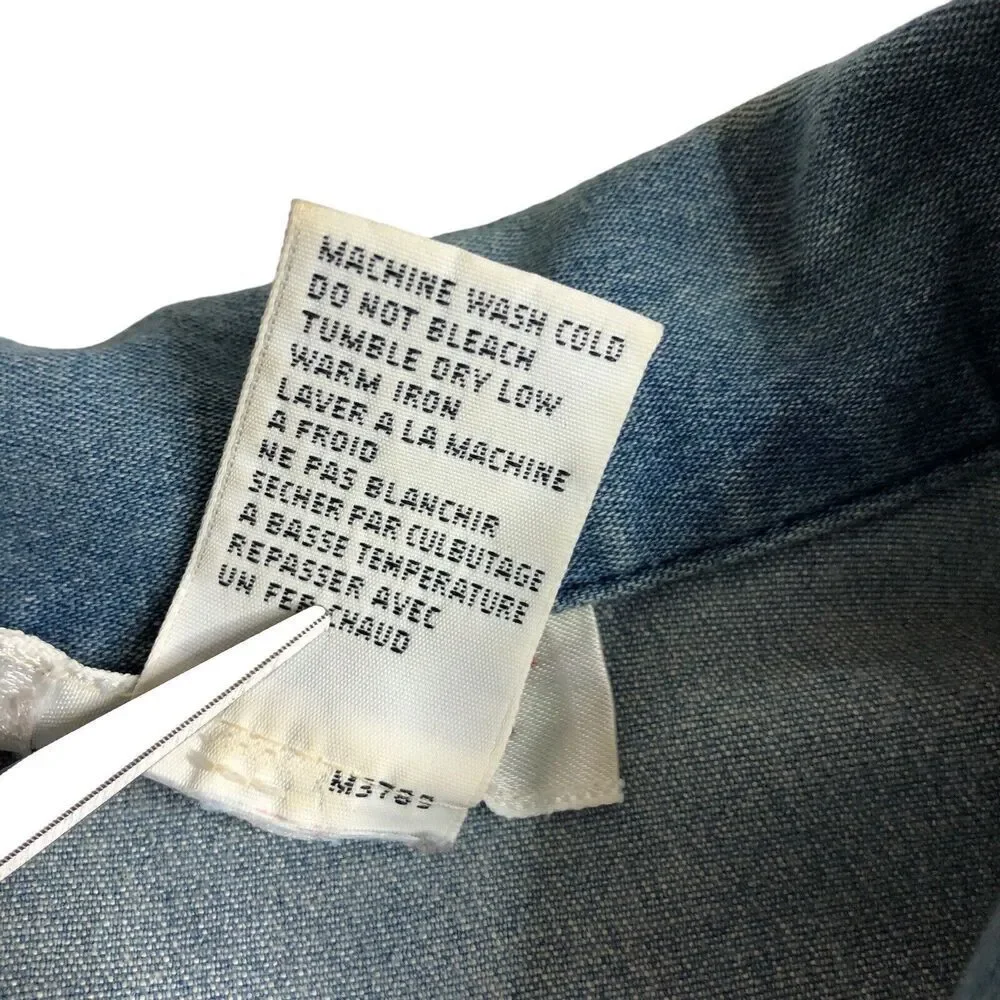 MACHINE WASH COLD
DO NOT BLEACH
TUMBLE DRY LOW
WARM IRON
LAVER A LA MACHINE
A FROID
NE PAS BLANCHIR
SECHER PAR CULBUTAGE
A BASSE TEMPERATURE
REPASSER AVEC
UN FER CHAUD
M3789